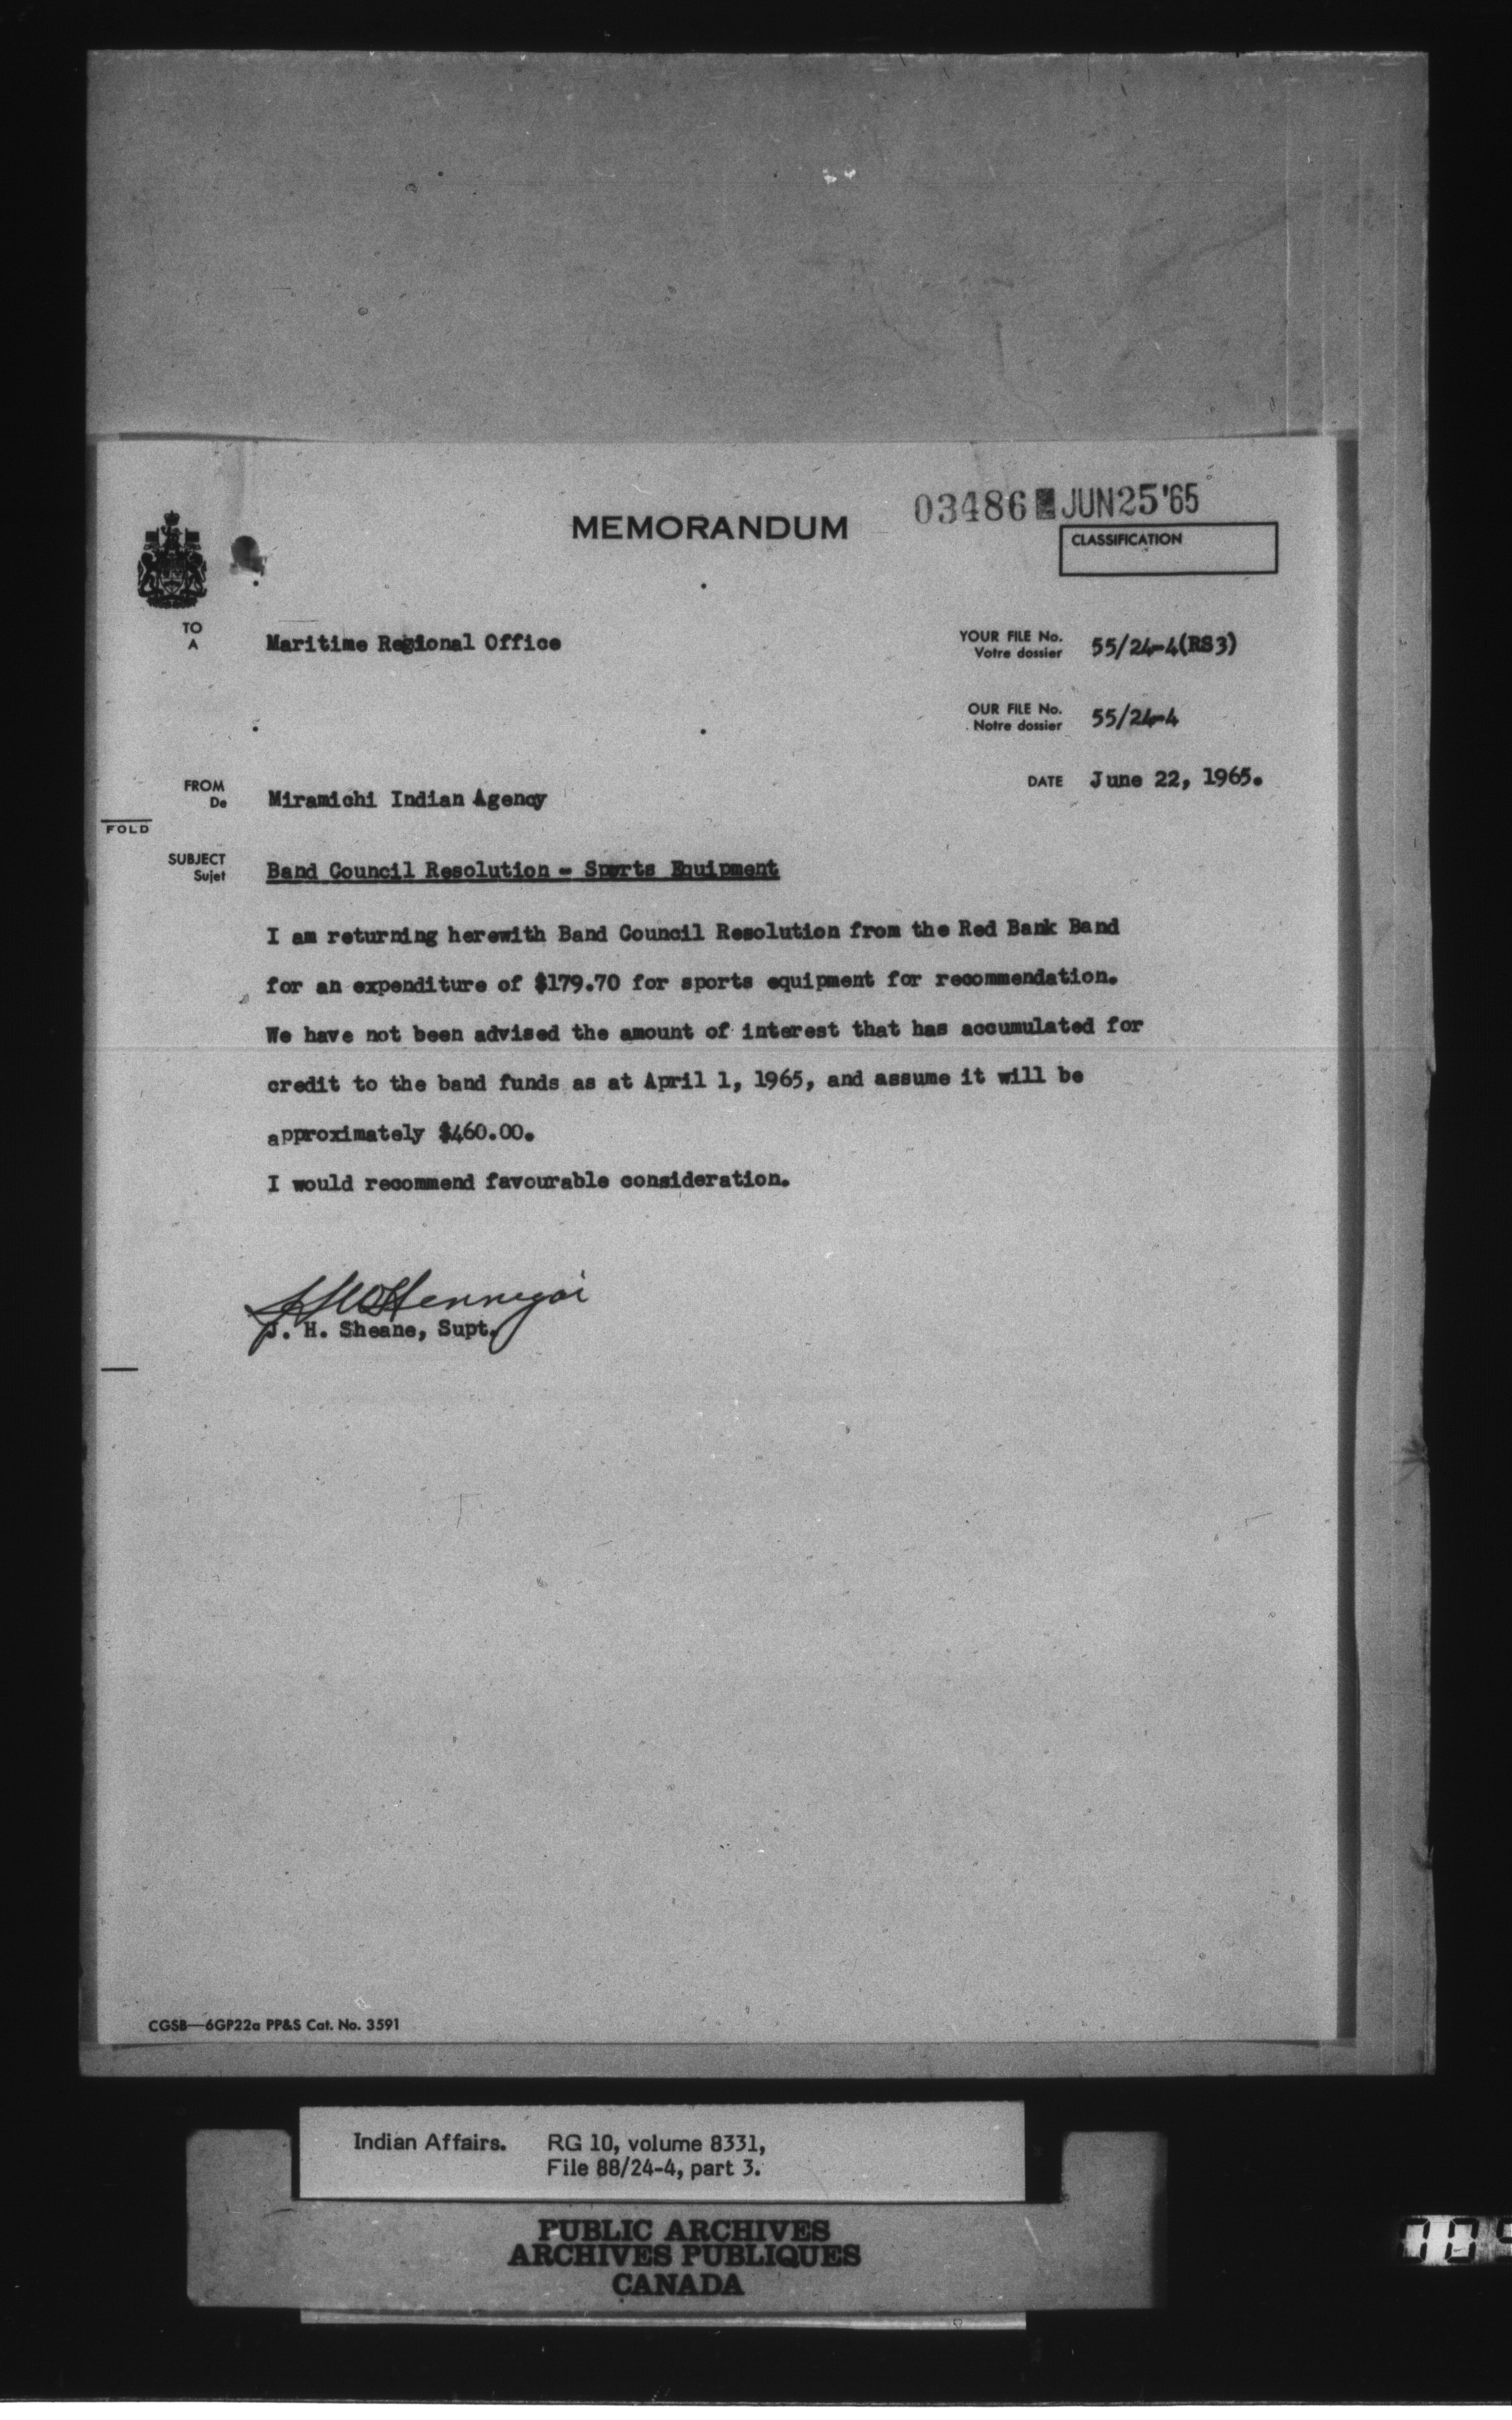 03486 JUN25'65
MEMORANDUM
CLASSIFICATION
TO
A
Maritime Regional Office
YOUR FILE No.
Votre dossier
55/24-4(RS3)
OUR FILE No.
Notre dossier
55/24-4
DATE June 22, 1965.
FROM
De
Miramichi Indian Agency
FOLD
SUBJECT
Sujet
Band Council Resolution - Sports Equipment
I am returning herewith Band Council Resolution from the Red Bank Band
for an expenditure of $179.70 for sports equipment for recommendation.
We have not been advised the amount of interest that has accumulated for
credit to the band funds as at April 1, 1965, and assume it will be
approximately $460.00.
I would recommend favourable consideration.
J. H. Sheane, Supt.
CGSB—6GP22a PP&S Cat. No. 3591
Indian Affairs. RG 10, volume 8331,
File 88/24-4, part 3.
PUBLIC ARCHIVES
ARCHIVES PUBLIQUES
CANADA